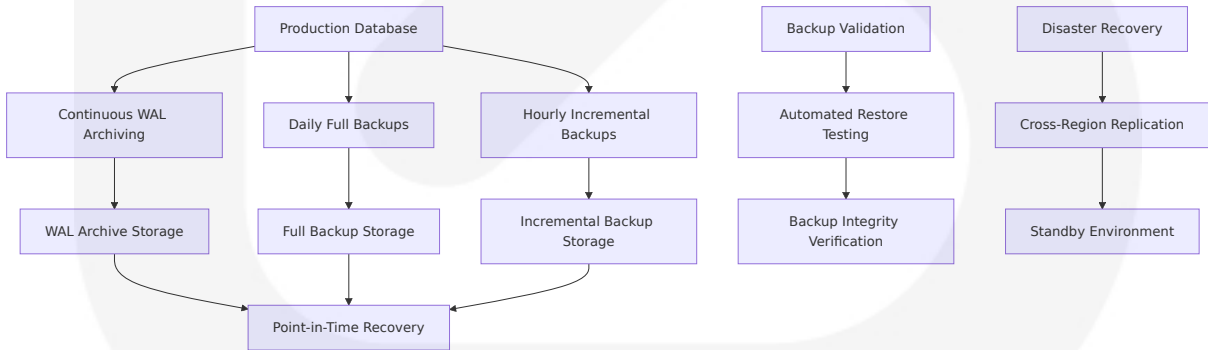 Production Database
Backup Validation
Disaster Recovery
Continuous WAL
Archiving
Daily Full Backups
Hourly Incremental
Backups
Automated Restore
Testing
Cross-Region Replication
WAL Archive Storage
Full Backup Storage
Incremental Backup
Storage
Backup Integrity
Verification
Standby Environment
Point-in-Time Recovery